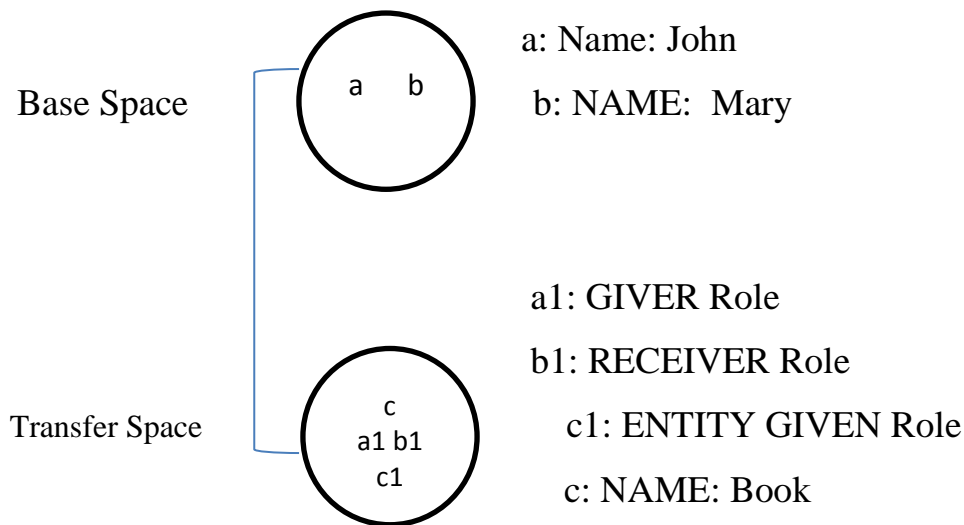 a b
a: Name: John
Base Space
b: NAME: Mary
a1: GIVER Role
b1: RECEIVER Role
c
Transfer Space
a1 b1
c1: ENTITY GIVEN Role
c1
c: NAME: Book